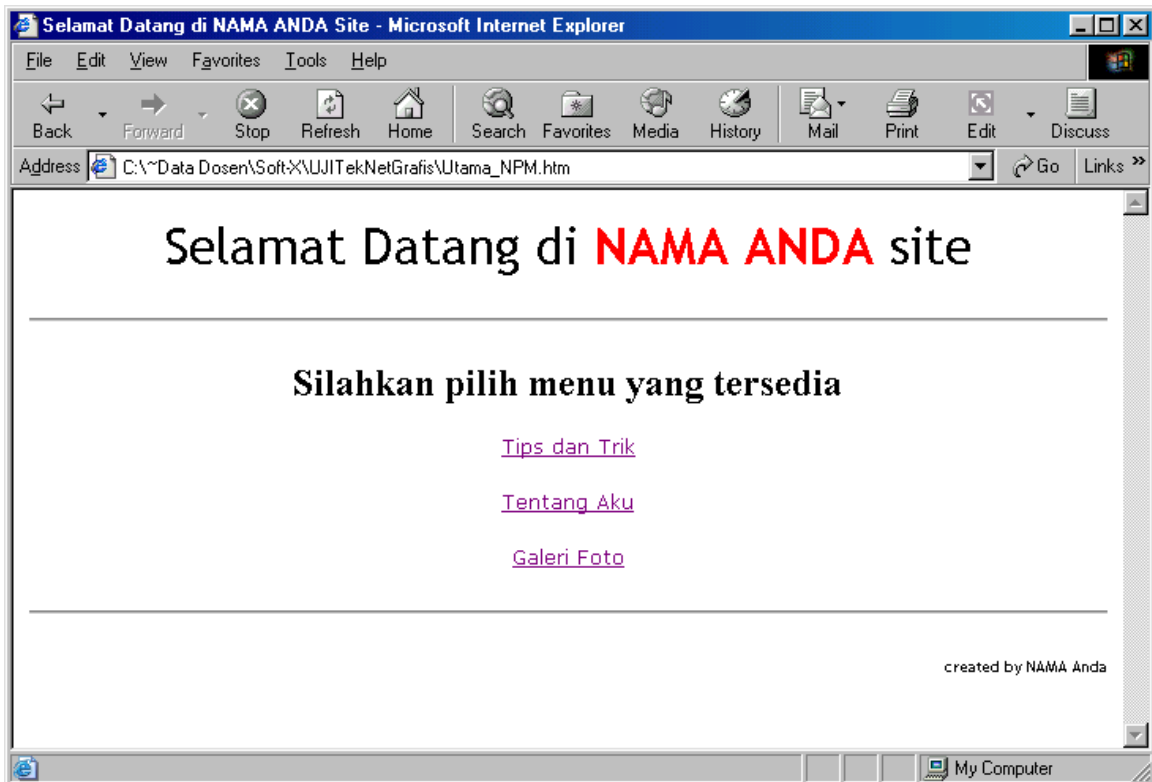 Selamat Datang di NAMA ANDA Site - Microsoft Internet Explorer
File Edit View Favorites Tools Help
Back Forward Stop Refresh Home Search Favorites Media History Mail Print Edit Discuss
Address C:\~Data Dosen\Soft-X\UJITekNetGrafis\Utama_NPM.htm Go Links »
Selamat Datang di NAMA ANDA site
Silahkan pilih menu yang tersedia
Tips dan Trik
Tentang Aku
Galeri Foto
created by NAMA Anda
My Computer